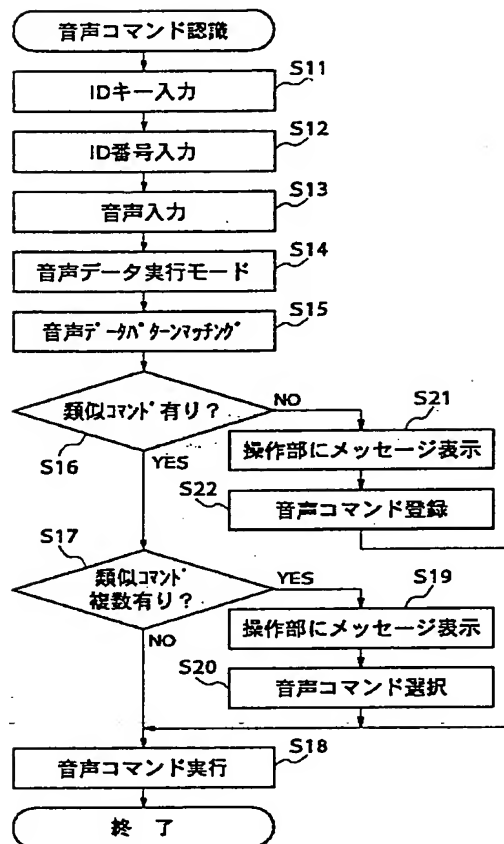 音声コマンド認識
S11
IDキー入力
S12
ID番号入力
S13
音声入力
S14
音声データ実行モード
S15
音声データパターンマッチング
類似コマンド有り？
NO
S16
YES
S21
操作部にメッセージ表示
S22
音声コマンド登録
S17
類似コマンド
複数有り？
YES
NO
S19
操作部にメッセージ表示
S20
音声コマンド選択
S18
音声コマンド実行
終 了